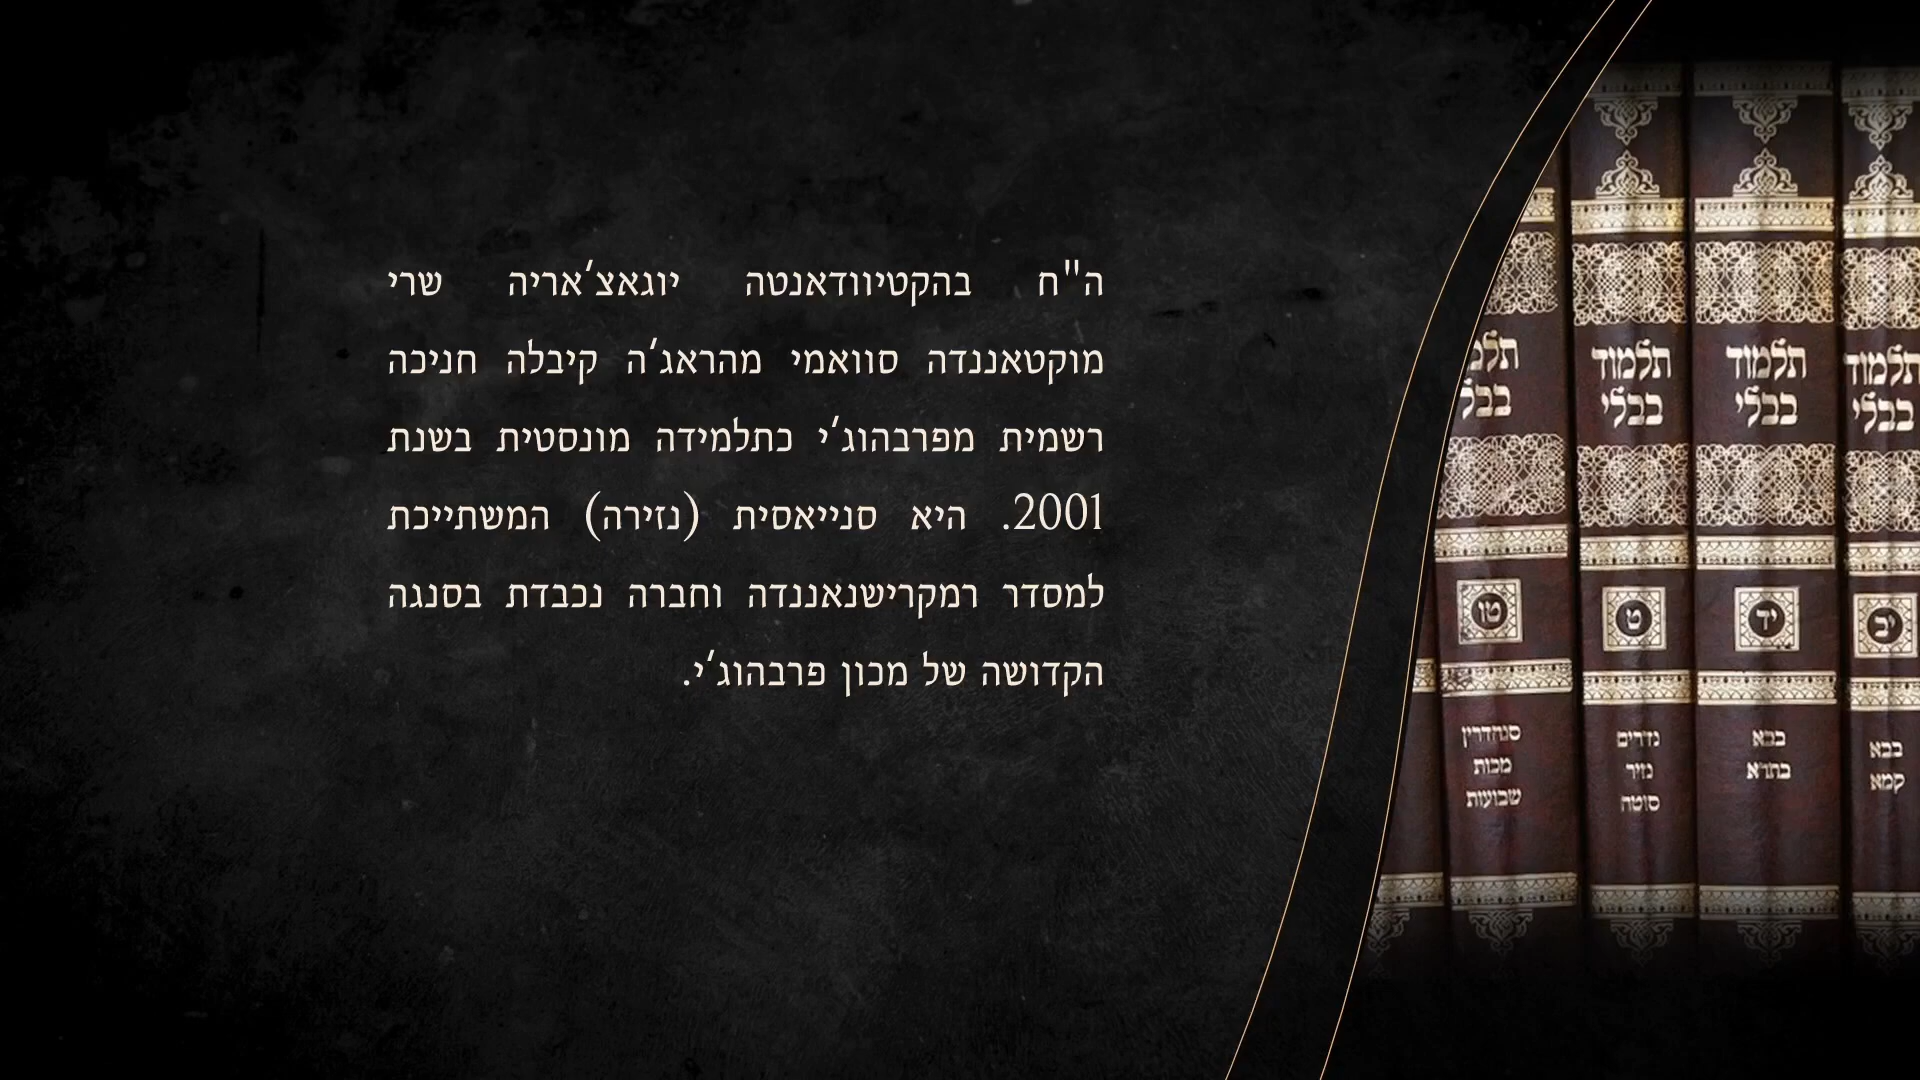 ה"ח בהקטיוודאנטה יוגאצ'אריה שרי
מוקטאננדה סוואמי מהראג'ה קיבלה חניכה
רשמית מפרבהוג'י כתלמידה מונסטית בשנת
2001. היא סנייאסית (נזירה) המשתייכת
למסדר רמקרישנאננדה וחברה נכבדת בסנגה
הקדושה של מכון פרבהוג'י.
תלמוד
בבלי
יב
בבא
קמא
תלמוד
בבלי
יד
בבא
בתרא
תלמוד
בבלי
ט
נדרים
נזיר
סוטה
תלמ
בבל
טו
סנהדרין
מכות
שבועות